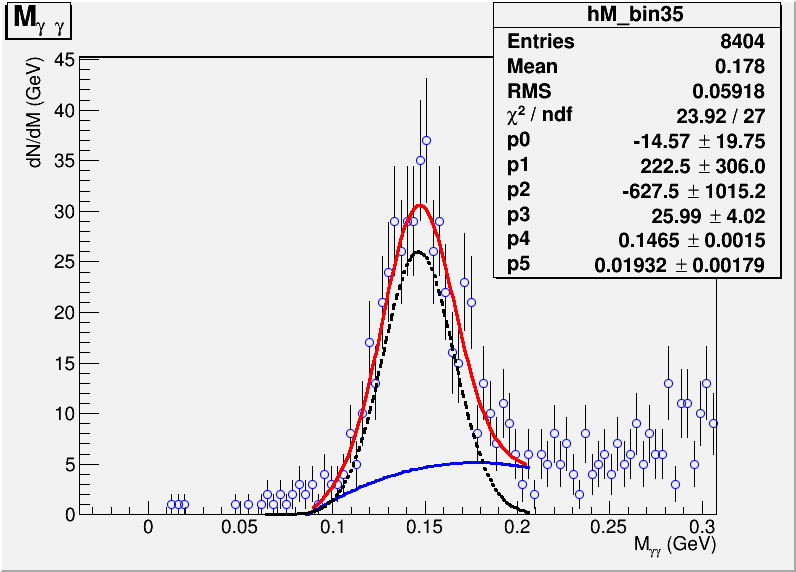 Mγ γ
hM_bin35
Entries 8404
Mean 0.178
RMS 0.05918
χ² / ndf 23.92 / 27
p0 -14.57 ± 19.75
p1 222.5 ± 306.0
p2 -627.5 ± 1015.2
p3 25.99 ± 4.02
p4 0.1465 ± 0.0015
p5 0.01932 ± 0.00179
dN/dM (GeV)
45
40
35
30
25
20
15
10
5
0
0 0.05 0.1 0.15 0.2 0.25 0.3
Mγγ (GeV)